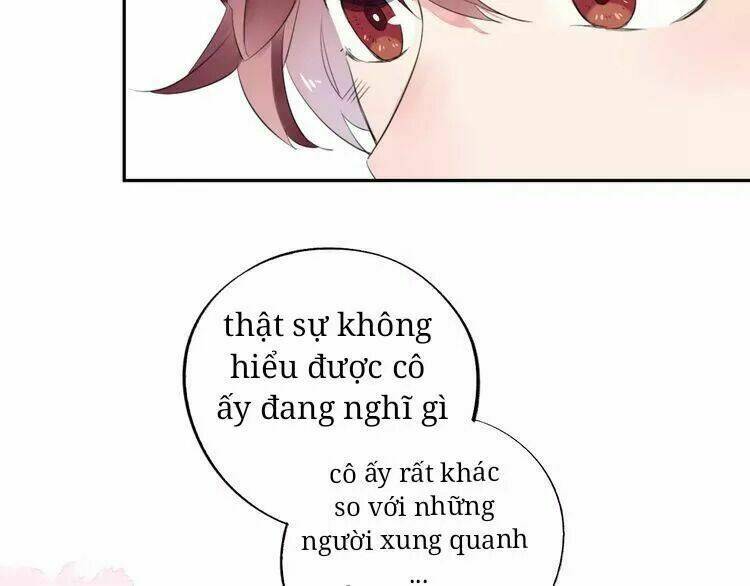 thật sự không
hiểu được cô
ấy đang nghĩ gì
cô ấy rất khác
so với những
người xung quanh
...